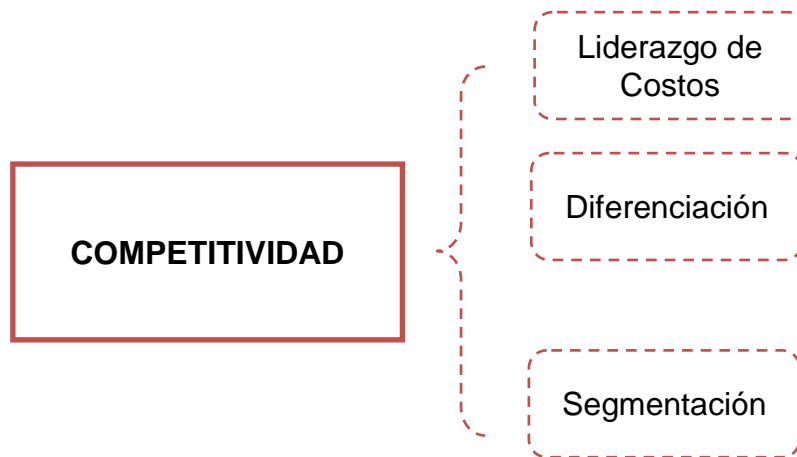 Liderazgo de
Costos
Diferenciación
COMPETITIVIDAD
Segmentación